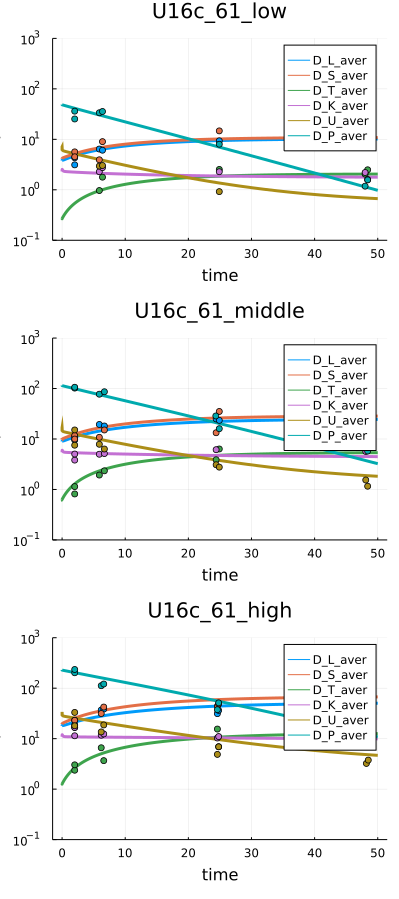 U16c_61_low
10³
10²
10¹
10⁰
10⁻¹
D_L_aver
D_S_aver
D_T_aver
D_K_aver
D_U_aver
D_P_aver
0 10 20 30 40 50
time
U16c_61_middle
10³
10²
10¹
10⁰
10⁻¹
D_L_aver
D_S_aver
D_T_aver
D_K_aver
D_U_aver
D_P_aver
0 10 20 30 40 50
time
U16c_61_high
10³
10²
10¹
10⁰
10⁻¹
D_L_aver
D_S_aver
D_T_aver
D_K_aver
D_U_aver
D_P_aver
0 10 20 30 40 50
time